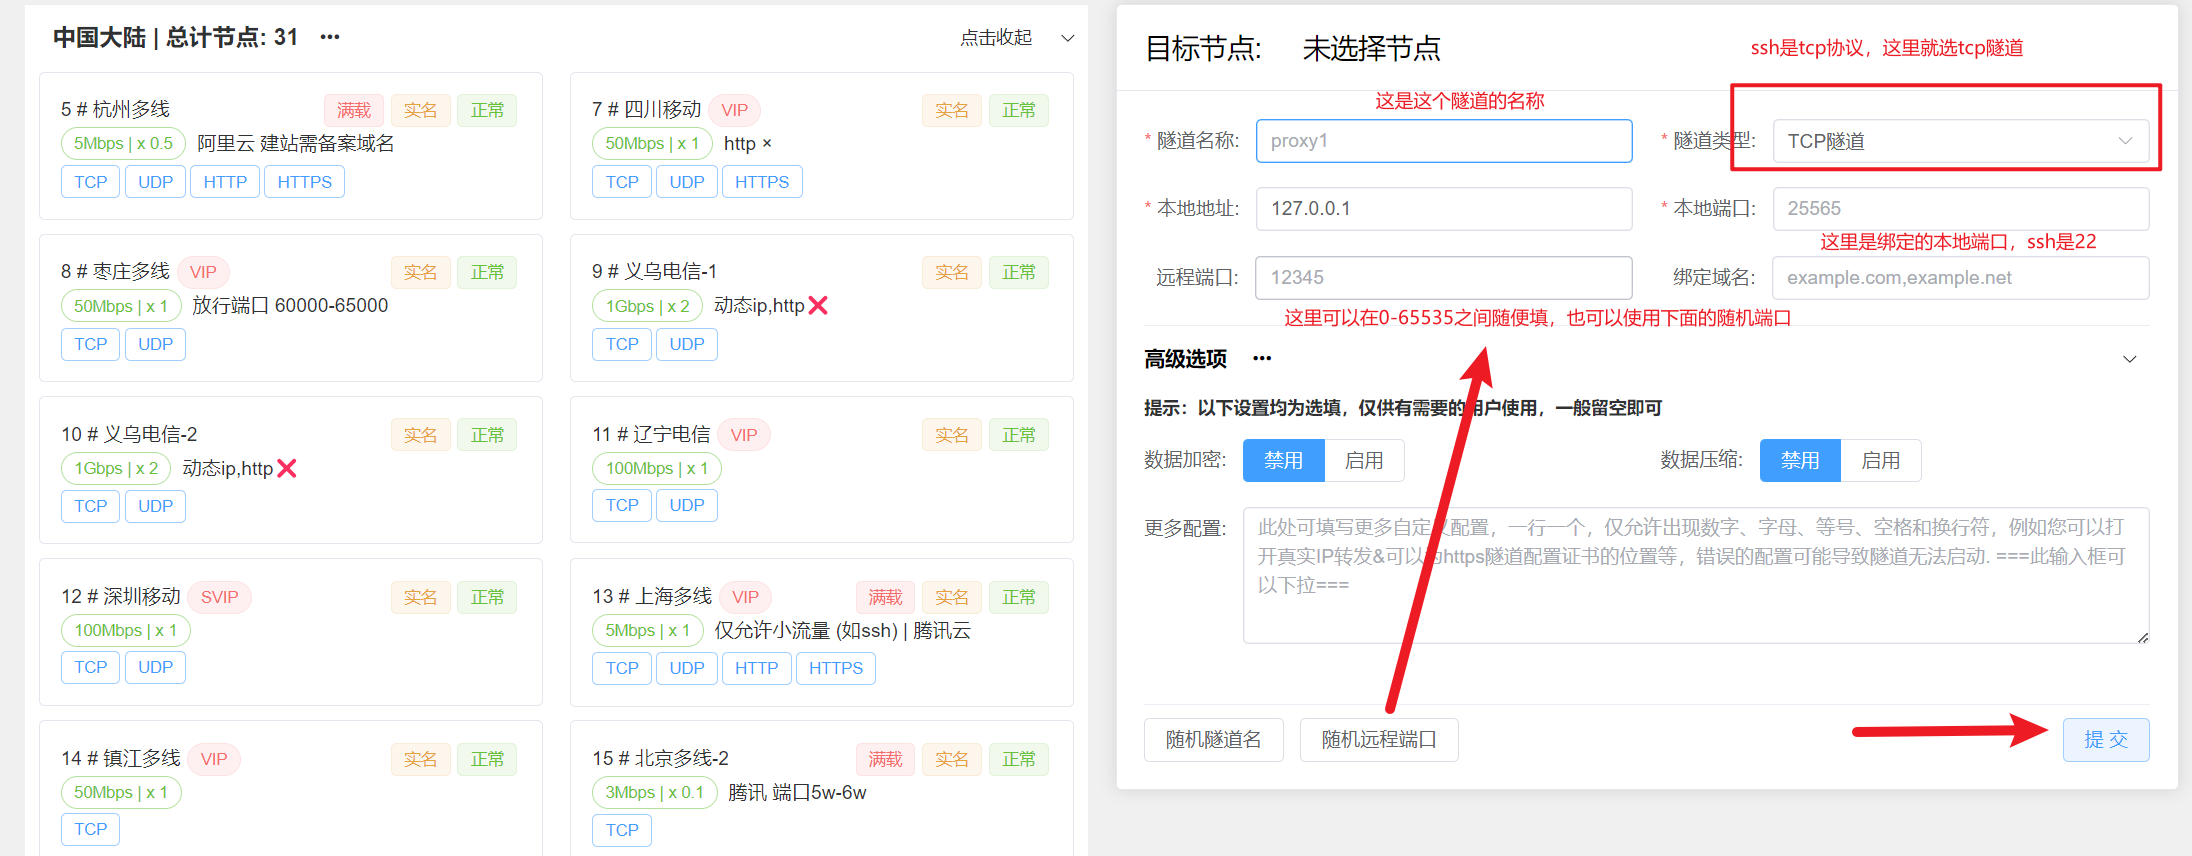 中国大陆 | 总计节点: 31 •••
点击收起
5 # 杭州多线 满载 实名 正常
5Mbps | x 0.5 阿里云 建站需备案域名
TCP UDP HTTP HTTPS
7 # 四川移动 VIP 实名 正常
50Mbps | x 1 http ×
TCP UDP HTTPS
8 # 枣庄多线 VIP 实名 正常
50Mbps | x 1 放行端口 60000-65000
TCP UDP
9 # 义乌电信-1 实名 正常
1Gbps | x 2 动态ip,http❌
TCP UDP
10 # 义乌电信-2 实名 正常
1Gbps | x 2 动态ip,http❌
TCP UDP
11 # 辽宁电信 VIP 实名 正常
100Mbps | x 1
TCP UDP
12 # 深圳移动 SVIP 实名 正常
100Mbps | x 1
TCP UDP
13 # 上海多线 VIP 满载 实名 正常
5Mbps | x 1 仅允许小流量 (如ssh) | 腾讯云
TCP UDP HTTP HTTPS
14 # 镇江多线 VIP 实名 正常
50Mbps | x 1
TCP
15 # 北京多线-2 满载 实名 正常
3Mbps | x 0.1 腾讯 端口5w-6w
TCP
目标节点: 未选择节点
ssh是tcp协议，这里就选tcp隧道
这是这个隧道的名称
* 隧道名称: proxy1
* 隧道类型: TCP隧道
* 本地地址: 127.0.0.1
* 本地端口: 25565
这里是绑定的本地端口，ssh是22
远程端口: 12345
绑定域名: example.com,example.net
这里可以在0-65535之间随便填，也可以使用下面的随机端口
高级选项 •••
提示：以下设置均为选填，仅供有需要的用户使用，一般留空即可
数据加密: 禁用 启用
数据压缩: 禁用 启用
更多配置: 此处可填写更多自定义配置，一行一个，仅允许出现数字、字母、等号、空格和换行符，例如您可以打
开真实IP转发&可以为https隧道配置证书的位置等，错误的配置可能导致隧道无法启动. ===此输入框可
以下拉===
随机隧道名 随机远程端口 提 交